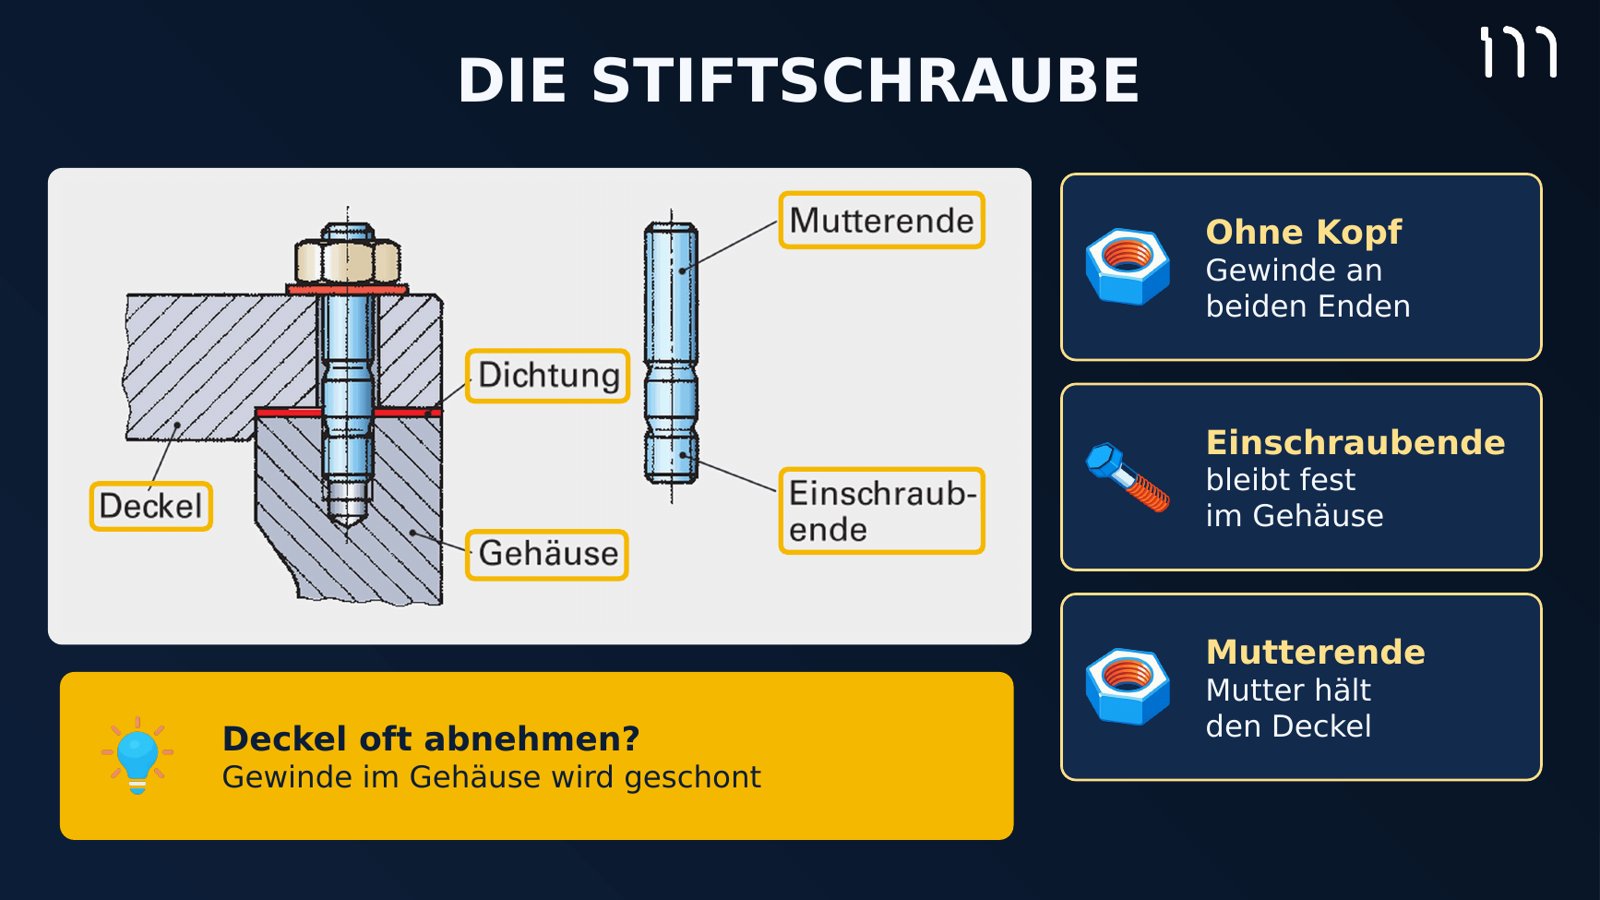 DIE STIFTSCHRAUBE
m
Mutterende
Dichtung
Deckel
Einschraub-
ende
Gehäuse
Ohne Kopf
Gewinde an
beiden Enden
Einschraubende
bleibt fest
im Gehäuse
Mutterende
Mutter hält
den Deckel
Deckel oft abnehmen?
Gewinde im Gehäuse wird geschont